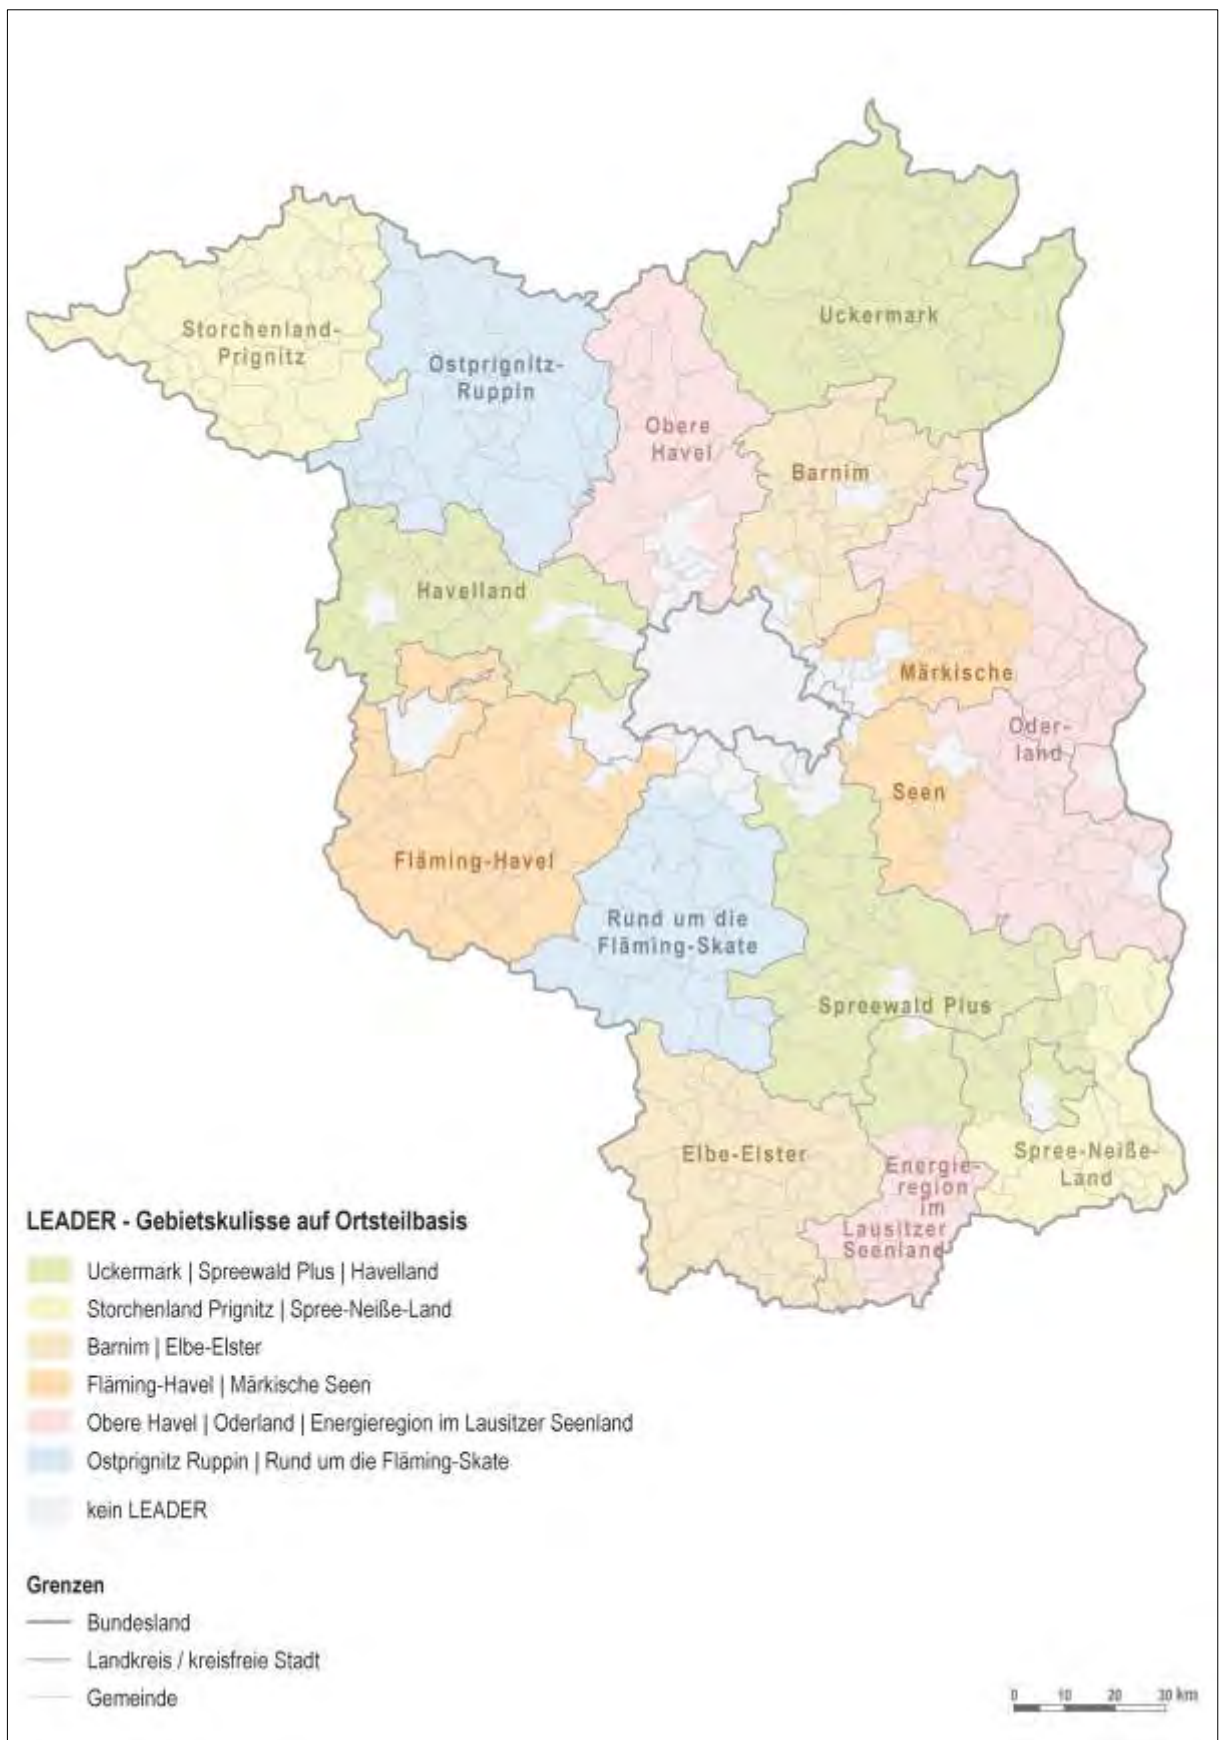 Uckermark
Storchenland-
Prignitz
Ostprignitz-
Ruppin
Obere
Havel
Barnim
Havelland
Märkische
Oder-
land
Seen
Fläming-Havel
Rund um die
Fläming-Skate
Spreewald Plus
Elbe-Elster
Energie-
region
im
Lausitzer
Seenland
Spree-Neiße-
Land
LEADER - Gebietskulisse auf Ortsteilbasis
Uckermark | Spreewald Plus | Havelland
Storchenland Prignitz | Spree-Neiße-Land
Barnim | Elbe-Elster
Fläming-Havel | Märkische Seen
Obere Havel | Oderland | Energieregion im Lausitzer Seenland
Ostprignitz Ruppin | Rund um die Fläming-Skate
kein LEADER
Grenzen
Bundesland
Landkreis / kreisfreie Stadt
Gemeinde
0 10 20 30 km